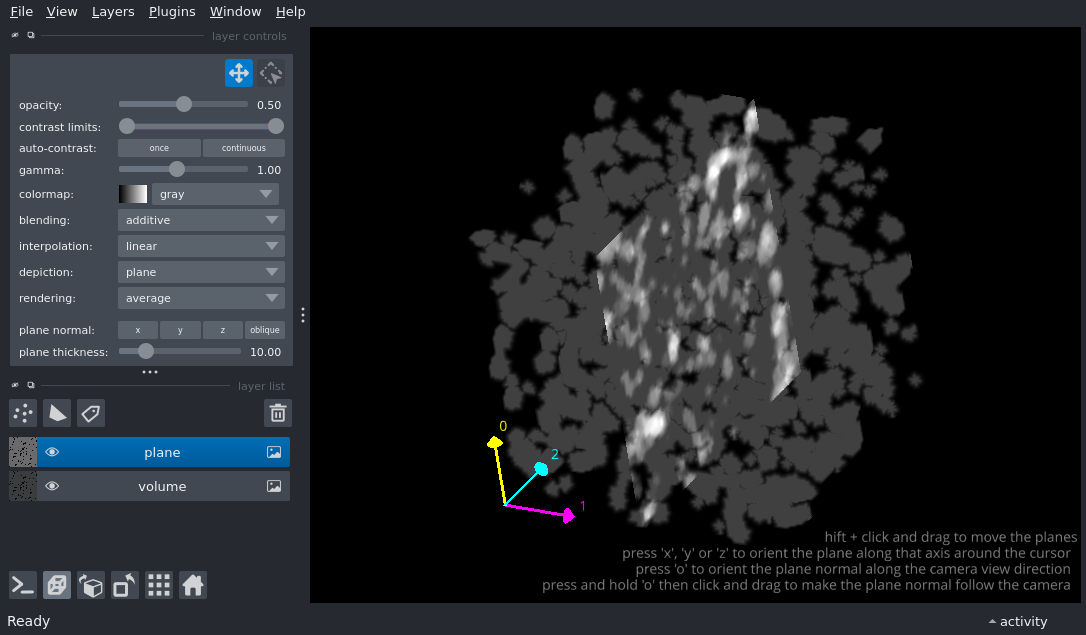 File View Layers Plugins Window Help
layer controls
opacity: 0.50
contrast limits:
auto-contrast: once continuous
gamma: 1.00
colormap: gray
blending: additive
interpolation: linear
depiction: plane
rendering: average
plane normal: x y z oblique
plane thickness: 10.00
layer list
plane
volume
0
2
1
hift + click and drag to move the planes
press 'x', 'y' or 'z' to orient the plane along that axis around the cursor
press 'o' to orient the plane normal along the camera view direction
press and hold 'o' then click and drag to make the plane normal follow the camera
Ready
activity